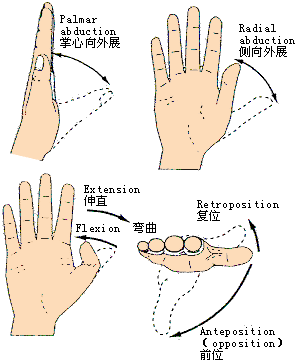 Palmar
abduction
掌心向外展
Radial
abduction
侧向外展
Extension
伸直
Flexion 弯曲
Retroposition
复位
Anteposition
(opposition)
前位